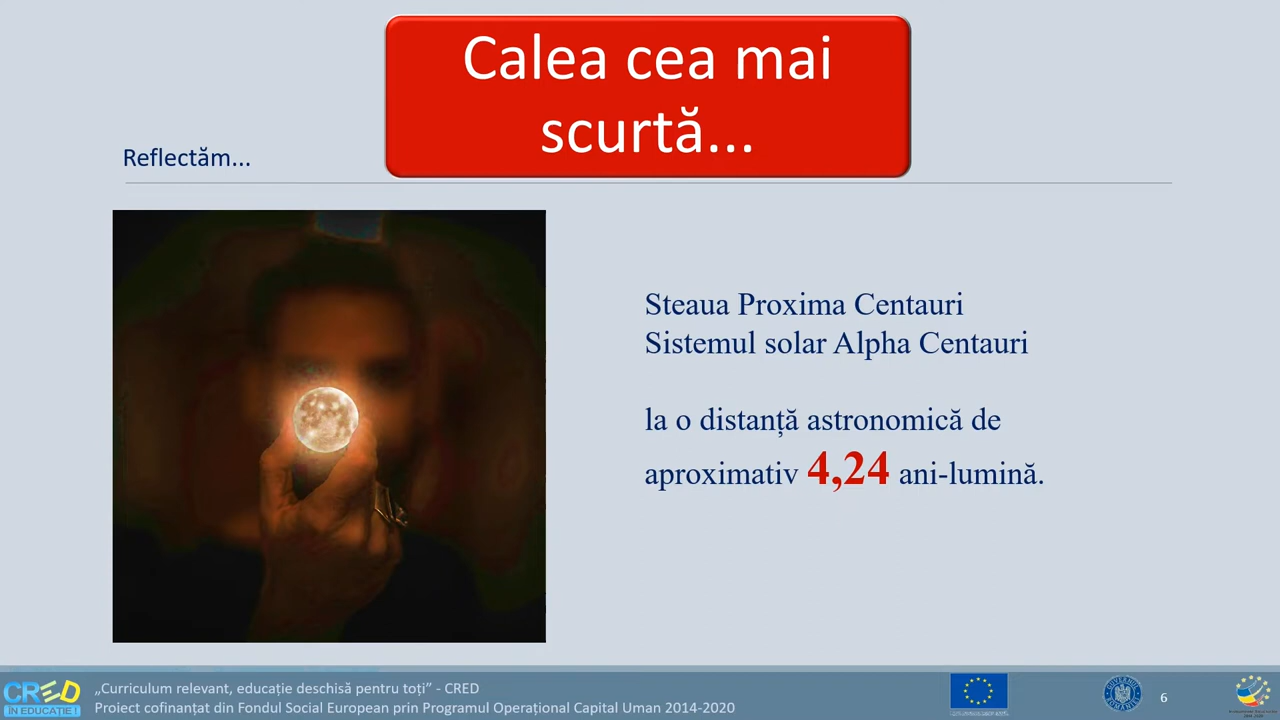 Calea cea mai
scurtă...
Reflectăm...
Steaua Proxima Centauri
Sistemul solar Alpha Centauri
la o distanță astronomică de
aproximativ 4,24 ani-lumină.
CRED
ÎN EDUCAȚIE !
„Curriculum relevant, educație deschisă pentru toți” - CRED
Proiect cofinanțat din Fondul Social European prin Programul Operațional Capital Uman 2014-2020
6